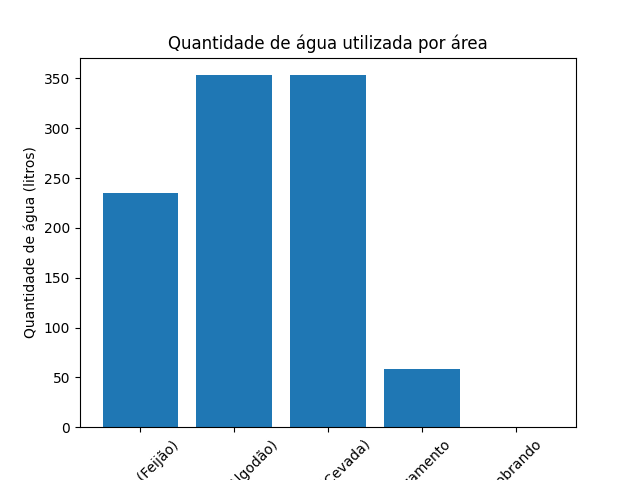 Quantidade de água utilizada por área
Quantidade de água (litros)
350
300
250
200
150
100
50
0
(Feijão)
lgodão)
Cevada)
amento
obrando